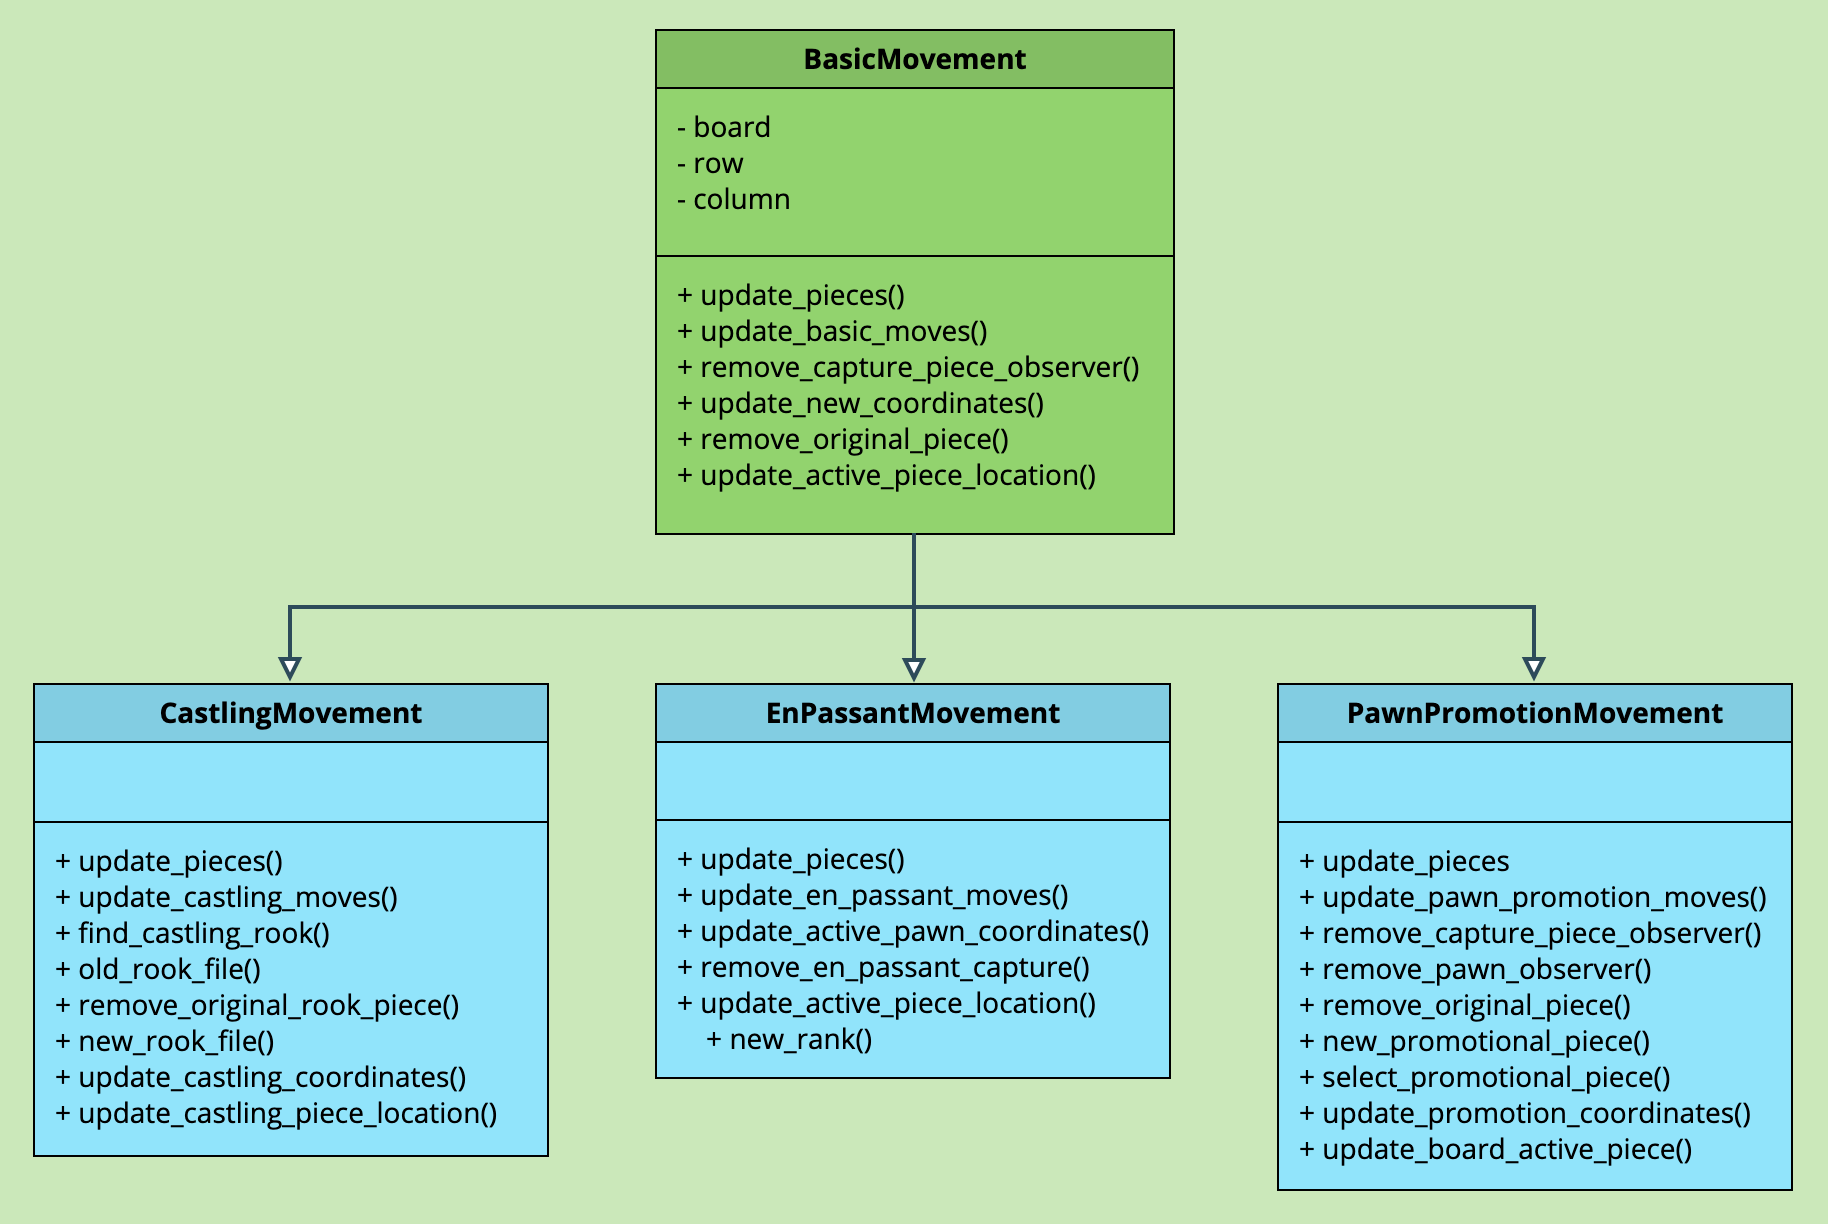 BasicMovement
- board
- row
- column
+ update_pieces()
+ update_basic_moves()
+ remove_capture_piece_observer()
+ update_new_coordinates()
+ remove_original_piece()
+ update_active_piece_location()
CastlingMovement
+ update_pieces()
+ update_castling_moves()
+ find_castling_rook()
+ old_rook_file()
+ remove_original_rook_piece()
+ new_rook_file()
+ update_castling_coordinates()
+ update_castling_piece_location()
EnPassantMovement
+ update_pieces()
+ update_en_passant_moves()
+ update_active_pawn_coordinates()
+ remove_en_passant_capture()
+ update_active_piece_location()
+ new_rank()
PawnPromotionMovement
+ update_pieces
+ update_pawn_promotion_moves()
+ remove_capture_piece_observer()
+ remove_pawn_observer()
+ remove_original_piece()
+ new_promotional_piece()
+ select_promotional_piece()
+ update_promotion_coordinates()
+ update_board_active_piece()